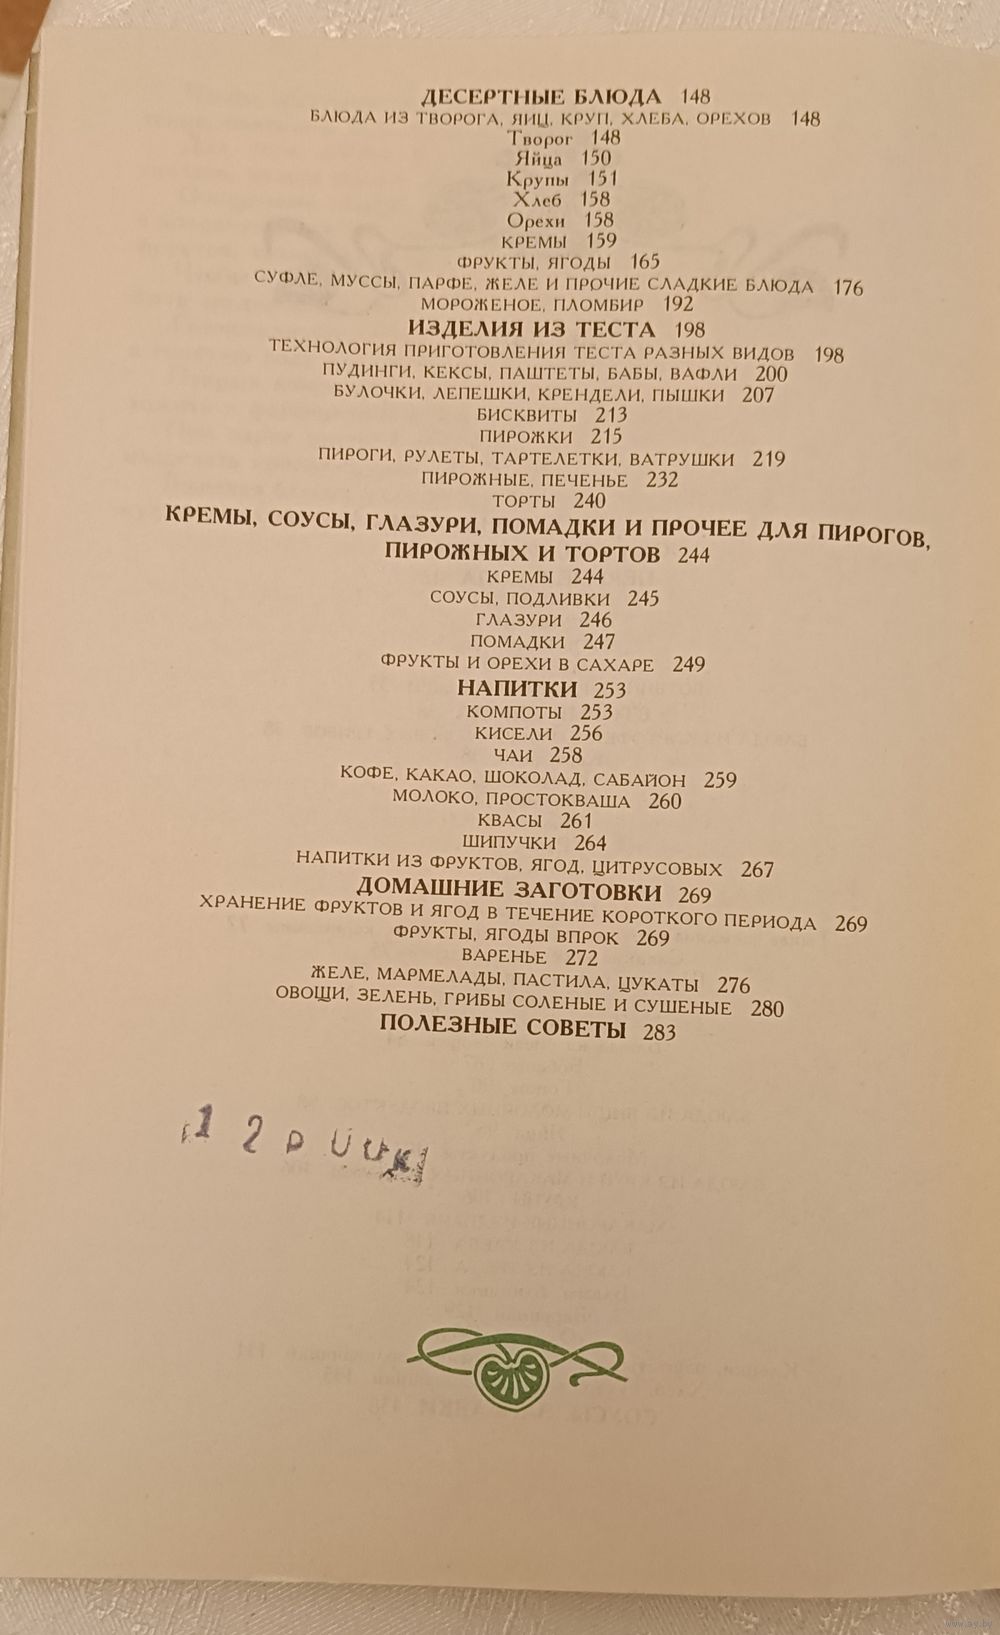 ДЕСЕРТНЫЕ БЛЮДА 148
БЛЮДА ИЗ ТВОРОГА, ЯИЦ, КРУП, ХЛЕБА, ОРЕХОВ 148
Творог 148
Яйца 150
Крупы 151
Хлеб 158
Орехи 158
КРЕМЫ 159
ФРУКТЫ, ЯГОДЫ 165
СУФЛЕ, МУССЫ, ПАРФЕ, ЖЕЛЕ И ПРОЧИЕ СЛАДКИЕ БЛЮДА 176
МОРОЖЕНОЕ, ПЛОМБИР 192
ИЗДЕЛИЯ ИЗ ТЕСТА 198
ТЕХНОЛОГИЯ ПРИГОТОВЛЕНИЯ ТЕСТА РАЗНЫХ ВИДОВ 198
ПУДИНГИ, КЕКСЫ, ПАШТЕТЫ, БАБЫ, ВАФЛИ 200
БУЛОЧКИ, ЛЕПЕШКИ, КРЕНДЕЛИ, ПЫШКИ 207
БИСКВИТЫ 213
ПИРОЖКИ 215
ПИРОГИ, РУЛЕТЫ, ТАРТЕЛЕТКИ, ВАТРУШКИ 219
ПИРОЖНЫЕ, ПЕЧЕНЬЕ 232
ТОРТЫ 240
КРЕМЫ, СОУСЫ, ГЛАЗУРИ, ПОМАДКИ И ПРОЧЕЕ ДЛЯ ПИРОГОВ,
ПИРОЖНЫХ И ТОРТОВ 244
КРЕМЫ 244
СОУСЫ, ПОДЛИВКИ 245
ГЛАЗУРИ 246
ПОМАДКИ 247
ФРУКТЫ И ОРЕХИ В САХАРЕ 249
НАПИТКИ 253
КОМПОТЫ 253
КИСЕЛИ 256
ЧАИ 258
КОФЕ, КАКАО, ШОКОЛАД, САБАЙОН 259
МОЛОКО, ПРОСТОКВАША 260
КВАСЫ 261
ШИПУЧКИ 264
НАПИТКИ ИЗ ФРУКТОВ, ЯГОД, ЦИТРУСОВЫХ 267
ДОМАШНИЕ ЗАГОТОВКИ 269
ХРАНЕНИЕ ФРУКТОВ И ЯГОД В ТЕЧЕНИЕ КОРОТКОГО ПЕРИОДА 269
ФРУКТЫ, ЯГОДЫ ВПРОК 269
ВАРЕНЬЕ 272
ЖЕЛЕ, МАРМЕЛАДЫ, ПАСТИЛА, ЦУКАТЫ 276
ОВОЩИ, ЗЕЛЕНЬ, ГРИБЫ СОЛЕНЫЕ И СУШЕНЫЕ 280
ПОЛЕЗНЫЕ СОВЕТЫ 283